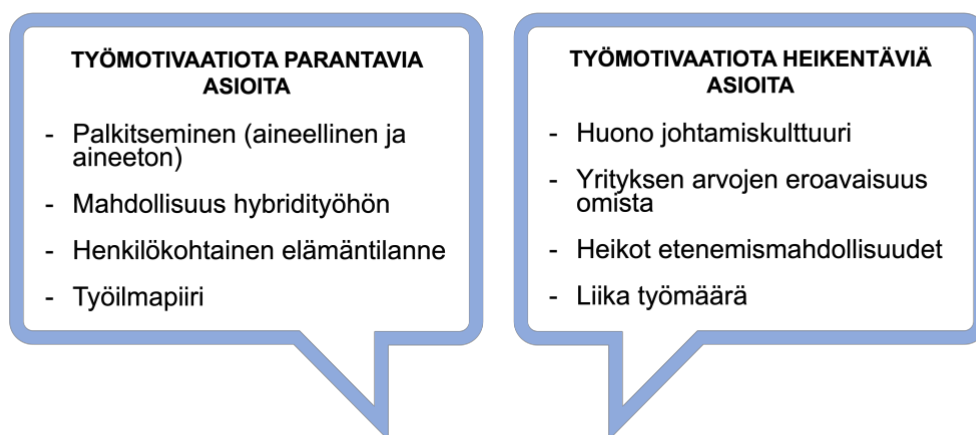 TYÖMOTIVAATIOTA PARANTAVIA
ASIOITA
- Palkitseminen (aineellinen ja
aineeton)
- Mahdollisuus hybridityöhön
- Henkilökohtainen elämäntilanne
- Työilmapiiri
TYÖMOTIVAATIOTA HEIKENTÄVIÄ
ASIOITA
- Huono johtamiskulttuuri
- Yrityksen arvojen eroavaisuus
omista
- Heikot etenemismahdollisuudet
- Liika työmäärä